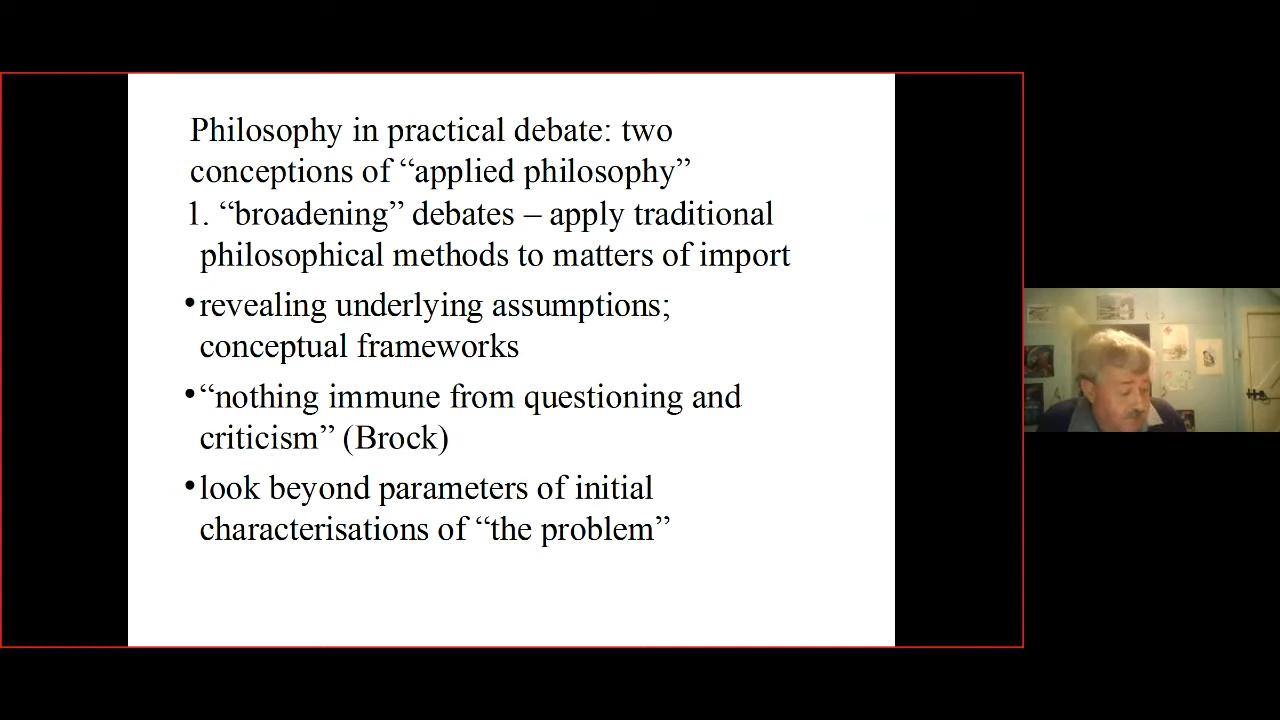 Philosophy in practical debate: two
conceptions of “applied philosophy”
1. “broadening” debates – apply traditional
philosophical methods to matters of import
•revealing underlying assumptions;
conceptual frameworks
•“nothing immune from questioning and
criticism” (Brock)
•look beyond parameters of initial
characterisations of “the problem”